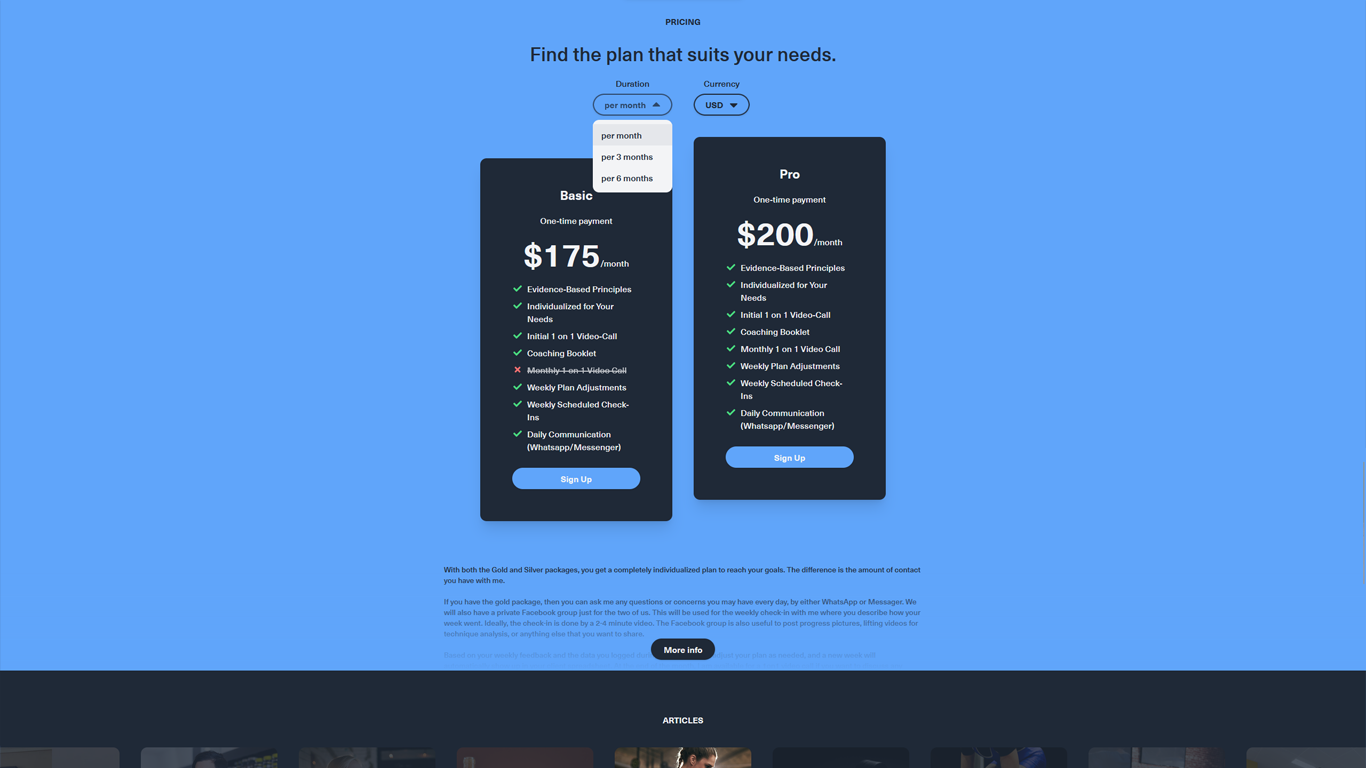 PRICING
Find the plan that suits your needs.
Duration
Currency
per month
USD
per month
per 3 months
per 6 months
Basic
One-time payment
$175/month
Evidence-Based Principles
Individualized for Your
Needs
Initial 1 on 1 Video-Call
Coaching Booklet
Monthly 1 on 1 Video Call
Weekly Plan Adjustments
Weekly Scheduled Check-
Ins
Daily Communication
(Whatsapp/Messenger)
Sign Up
Pro
One-time payment
$200/month
Evidence-Based Principles
Individualized for Your
Needs
Initial 1 on 1 Video-Call
Coaching Booklet
Monthly 1 on 1 Video Call
Weekly Plan Adjustments
Weekly Scheduled Check-
Ins
Daily Communication
(Whatsapp/Messenger)
Sign Up
With both the Gold and Silver packages, you get a completely individualized plan to reach your goals. The difference is the amount of contact
you have with me.
If you have the gold package, then you can ask me any questions or concerns you may have every day, by either WhatsApp or Messager. We
will also have a private Facebook group just for the two of us. This will be used for the weekly check-in with me where you describe how your
week went. Ideally, the check-in is done by a 2-4 minute video. The Facebook group is also useful to post progress pictures, lifting videos for
technique analysis, or anything else that you want to share.
More info
Based on your weekly feedback and the data you logged your plan as needed, and a new week will
ARTICLES